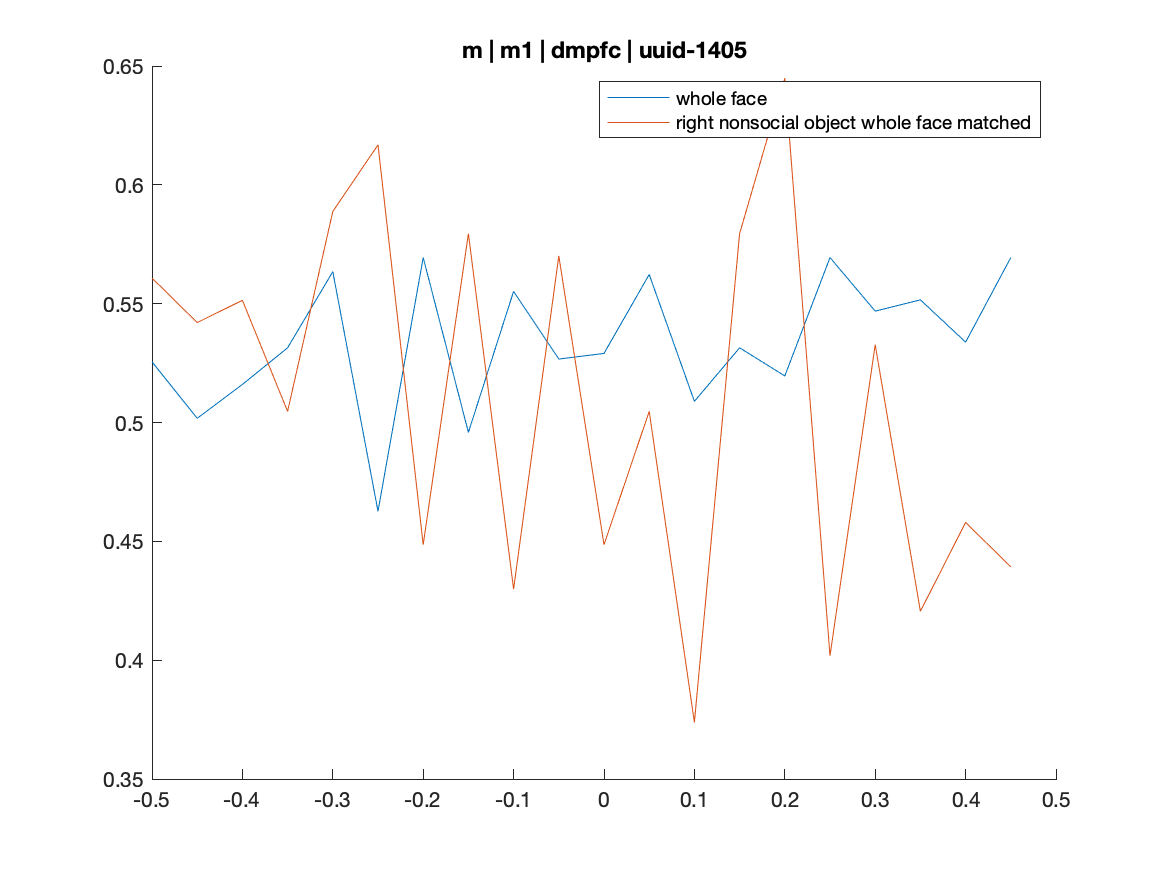 m | m1 | dmpfc | uuid-1405
whole face
right nonsocial object whole face matched
0.65
0.6
0.55
0.5
0.45
0.4
0.35
-0.5 -0.4 -0.3 -0.2 -0.1 0 0.1 0.2 0.3 0.4 0.5